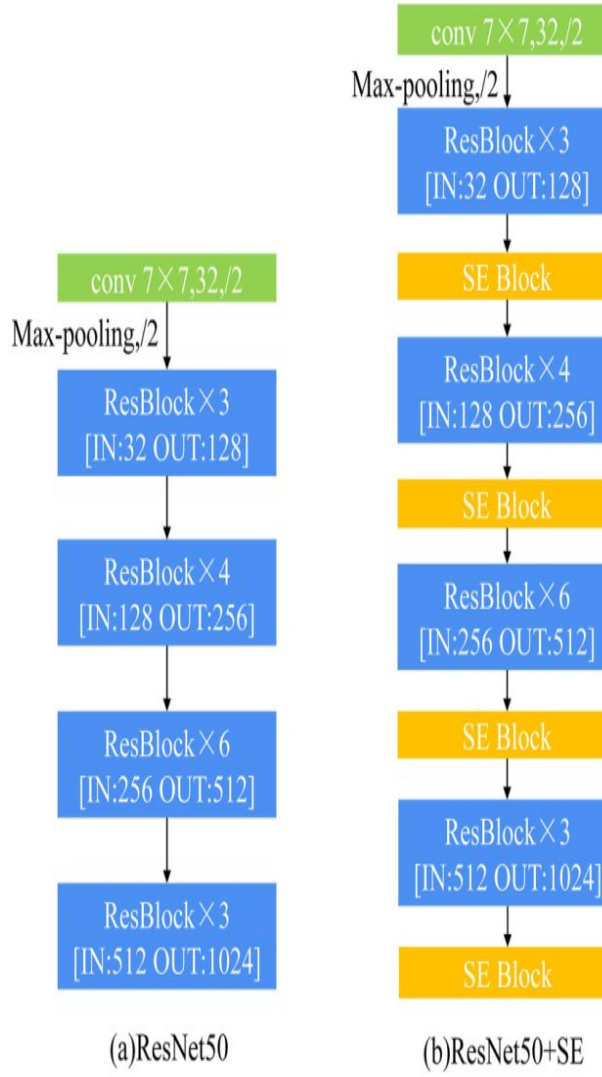 conv 7×7,32,/2
Max-pooling,/2
ResBlock×3
[IN:32 OUT:128]
ResBlock×4
[IN:128 OUT:256]
ResBlock×6
[IN:256 OUT:512]
ResBlock×3
[IN:512 OUT:1024]
(a)ResNet50
conv 7×7,32,/2
Max-pooling,/2
ResBlock×3
[IN:32 OUT:128]
SE Block
ResBlock×4
[IN:128 OUT:256]
SE Block
ResBlock×6
[IN:256 OUT:512]
SE Block
ResBlock×3
[IN:512 OUT:1024]
SE Block
(b)ResNet50+SE